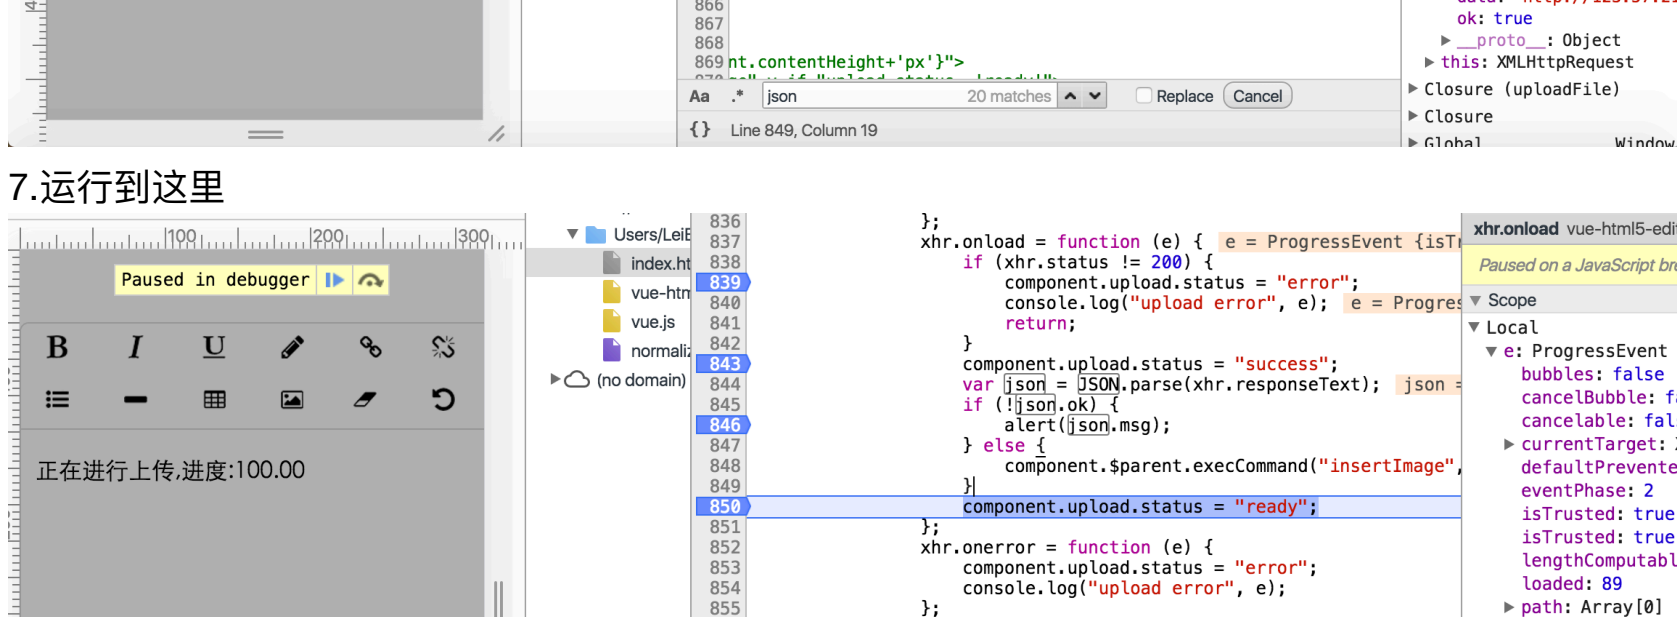 866
867
868
869 nt.contentHeight+'px'}">
ok: true
__proto__: Object
this: XMLHttpRequest
Closure (uploadFile)
Closure
Global Window
Aa .* json 20 matches Replace Cancel
{} Line 849, Column 19
7.运行到这里
100 200 300
Paused in debugger
B I U
正在进行上传,进度:100.00
Users/LeiE
index.ht
vue-htm
vue.js
normaliz
(no domain)
836 };
837 xhr.onload = function (e) { e = ProgressEvent {isTr
838 if (xhr.status != 200) {
839 component.upload.status = "error";
840 console.log("upload error", e); e = Progres
841 return;
842 }
843 component.upload.status = "success";
844 var json = JSON.parse(xhr.responseText); json =
845 if (!json.ok) {
846 alert(json.msg);
847 } else {
848 component.$parent.execCommand("insertImage",
849 }
850 component.upload.status = "ready";
851 };
852 xhr.onerror = function (e) {
853 component.upload.status = "error";
854 console.log("upload error", e);
855 };
xhr.onload vue-html5-edi
Paused on a JavaScript bre
Scope
Local
e: ProgressEvent
bubbles: false
cancelBubble: fa
cancelable: fal
currentTarget:
defaultPrevente
eventPhase: 2
isTrusted: true
isTrusted: true
lengthComputabl
loaded: 89
path: Array[0]